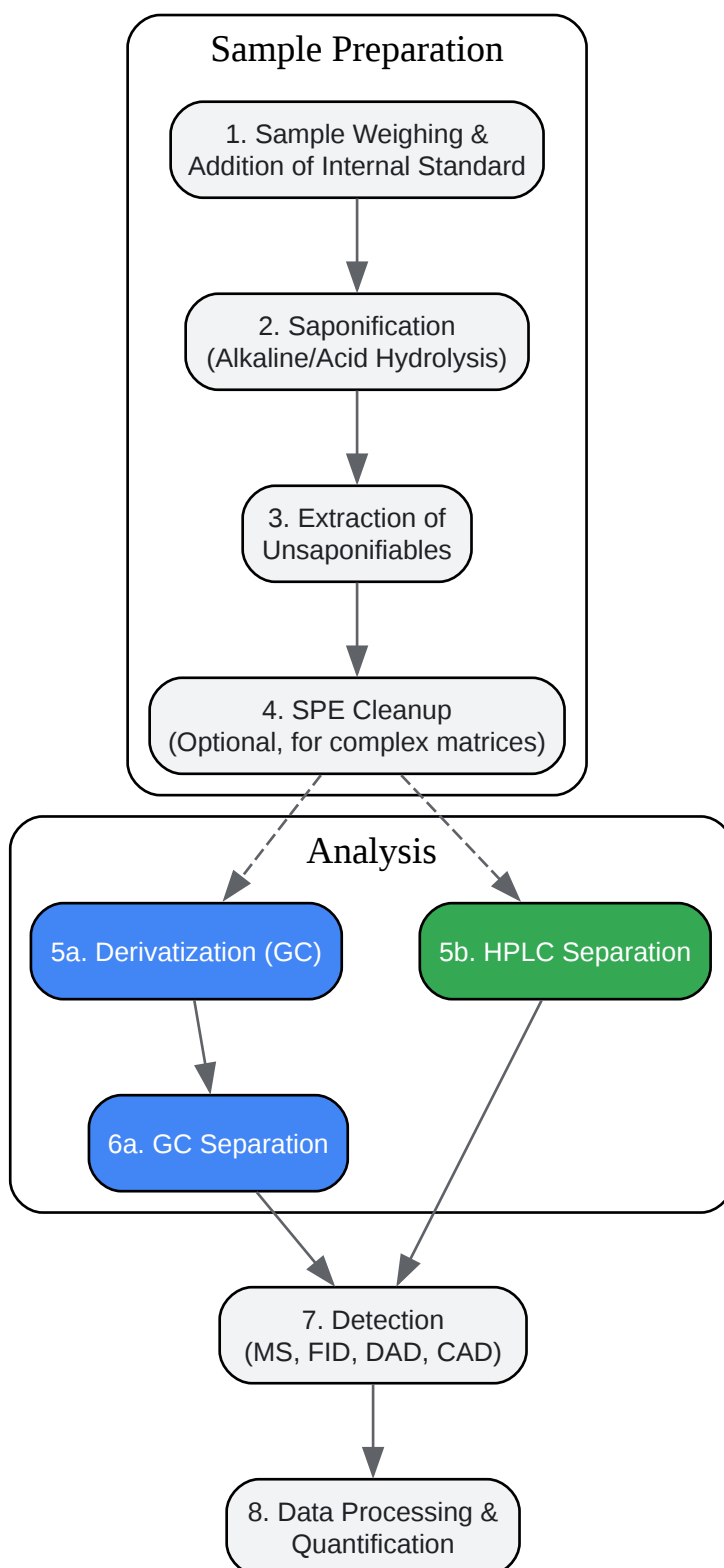 Sample Preparation
1. Sample Weighing &
Addition of Internal Standard
2. Saponification
(Alkaline/Acid Hydrolysis)
3. Extraction of
Unsaponifiables
4. SPE Cleanup
(Optional, for complex matrices)
Analysis
5a. Derivatization (GC)
5b. HPLC Separation
6a. GC Separation
7. Detection
(MS, FID, DAD, CAD)
8. Data Processing &
Quantification